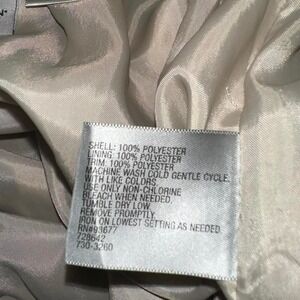 SHELL: 100% POLYESTER
LINING: 100% POLYESTER
TRIM: 100% POLYESTER
MACHINE WASH COLD GENTLE CYCLE.
WITH LIKE COLORS.
USE ONLY NON-CHLORINE
BLEACH WHEN NEEDED.
TUMBLE DRY LOW.
REMOVE PROMPTLY.
IRON ON LOWEST SETTING AS NEEDED.
RN#93677
728642
730-3260